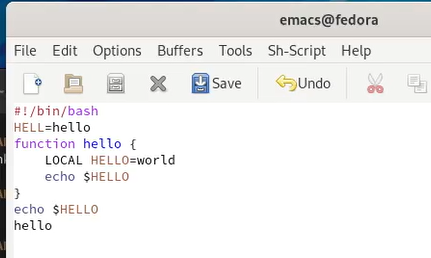 emacs@fedora
File Edit Options Buffers Tools Sh-Script Help
Save Undo
#!/bin/bash
HELL=hello
function hello {
    LOCAL HELLO=world
    echo $HELLO
}
echo $HELLO
hello